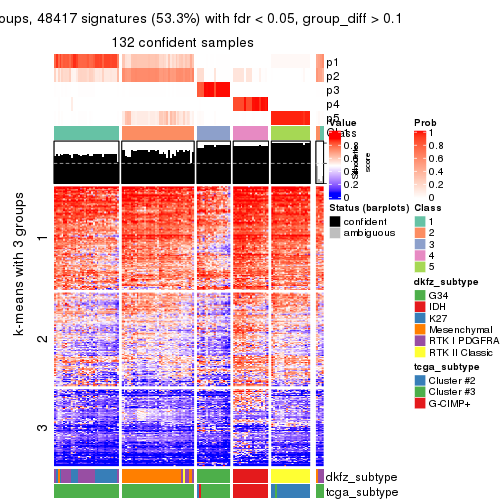 oups, 48417 signatures (53.3%) with fdr < 0.05, group_diff > 0.1
132 confident samples
p1
p2
p3
p4
p5
Class
k-means with 3 groups
1
2
3
dkfz_subtype
tcga_subtype
Value
1
0.8
0.6
0.4
0.2
0
Silhouette
score
Prob
1
0.8
0.6
0.4
0.2
0
Status (barplots)
confident
ambiguous
Class
1
2
3
4
5
dkfz_subtype
G34
IDH
K27
Mesenchymal
RTK I PDGFRA
RTK II Classic
tcga_subtype
Cluster #2
Cluster #3
G-CIMP+